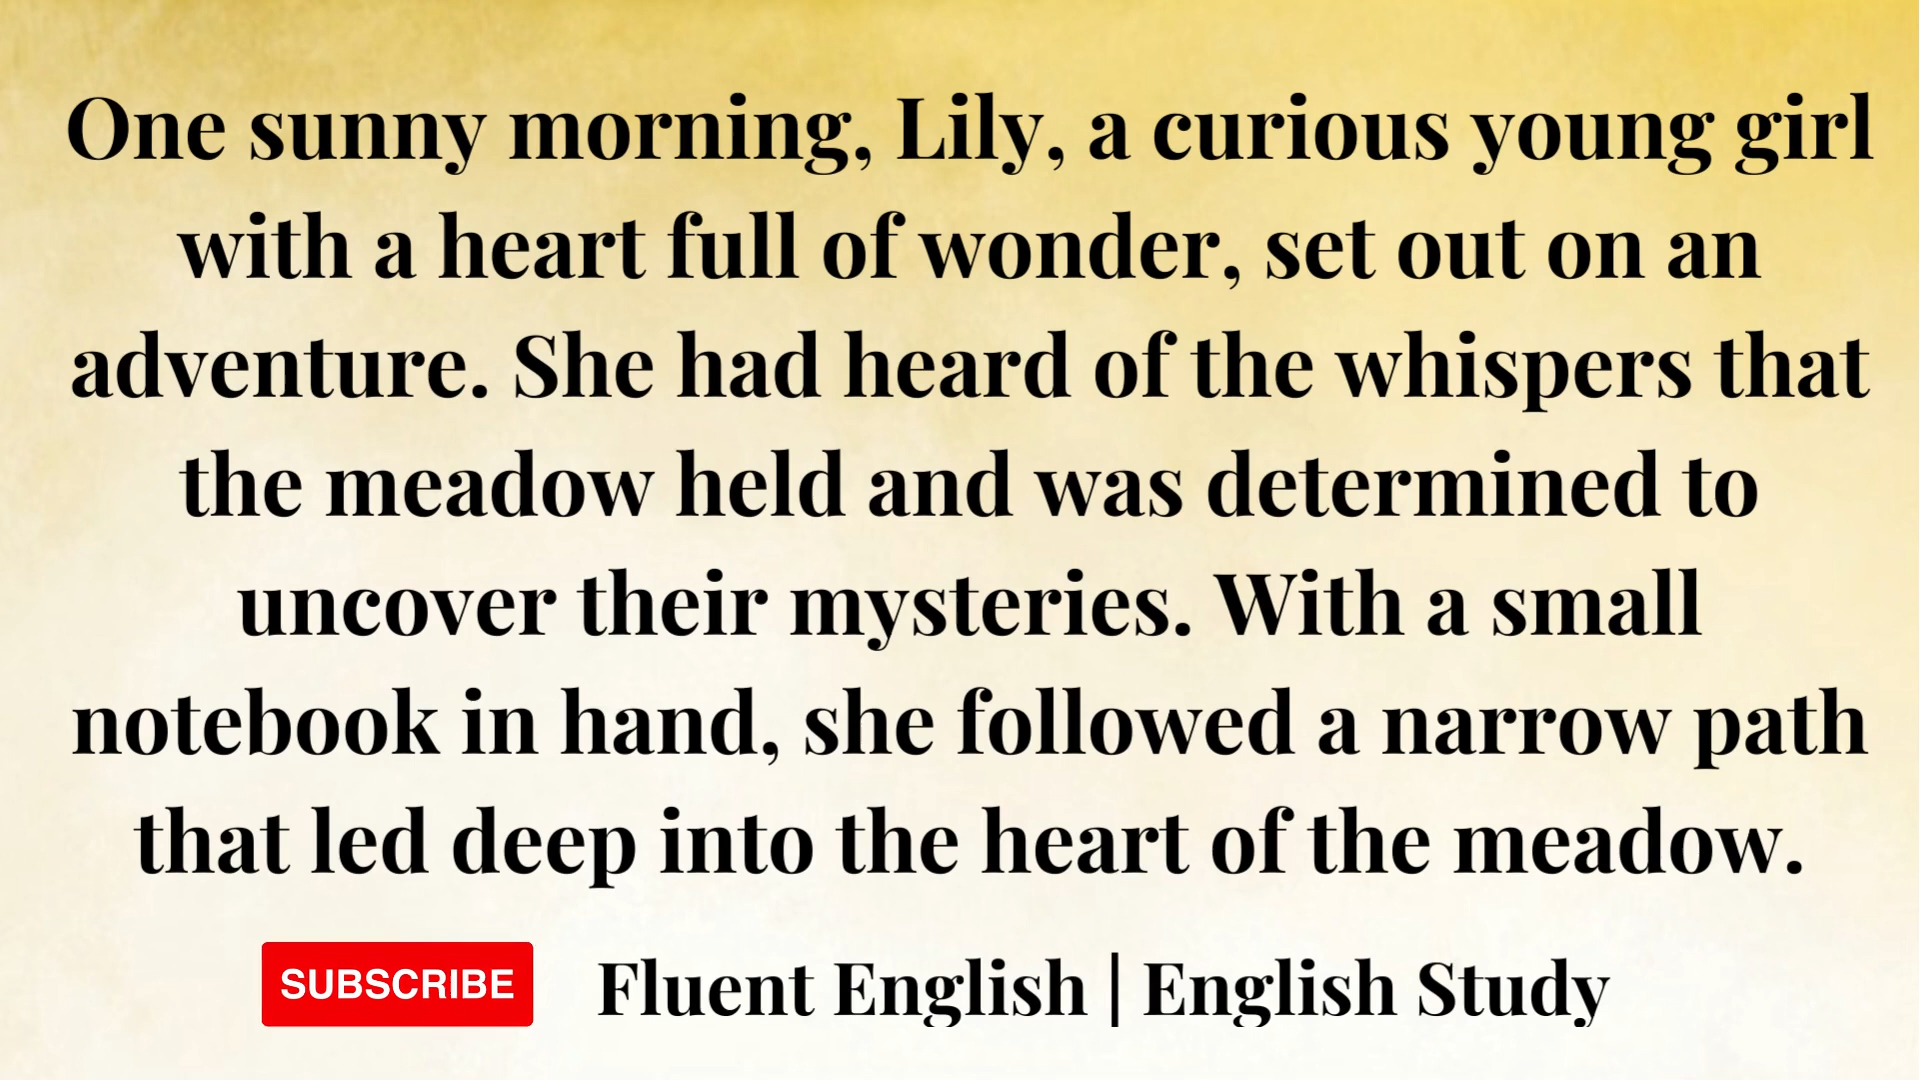 One sunny morning, Lily, a curious young girl
with a heart full of wonder, set out on an
adventure. She had heard of the whispers that
the meadow held and was determined to
uncover their mysteries. With a small
notebook in hand, she followed a narrow path
that led deep into the heart of the meadow.
SUBSCRIBE Fluent English | English Study